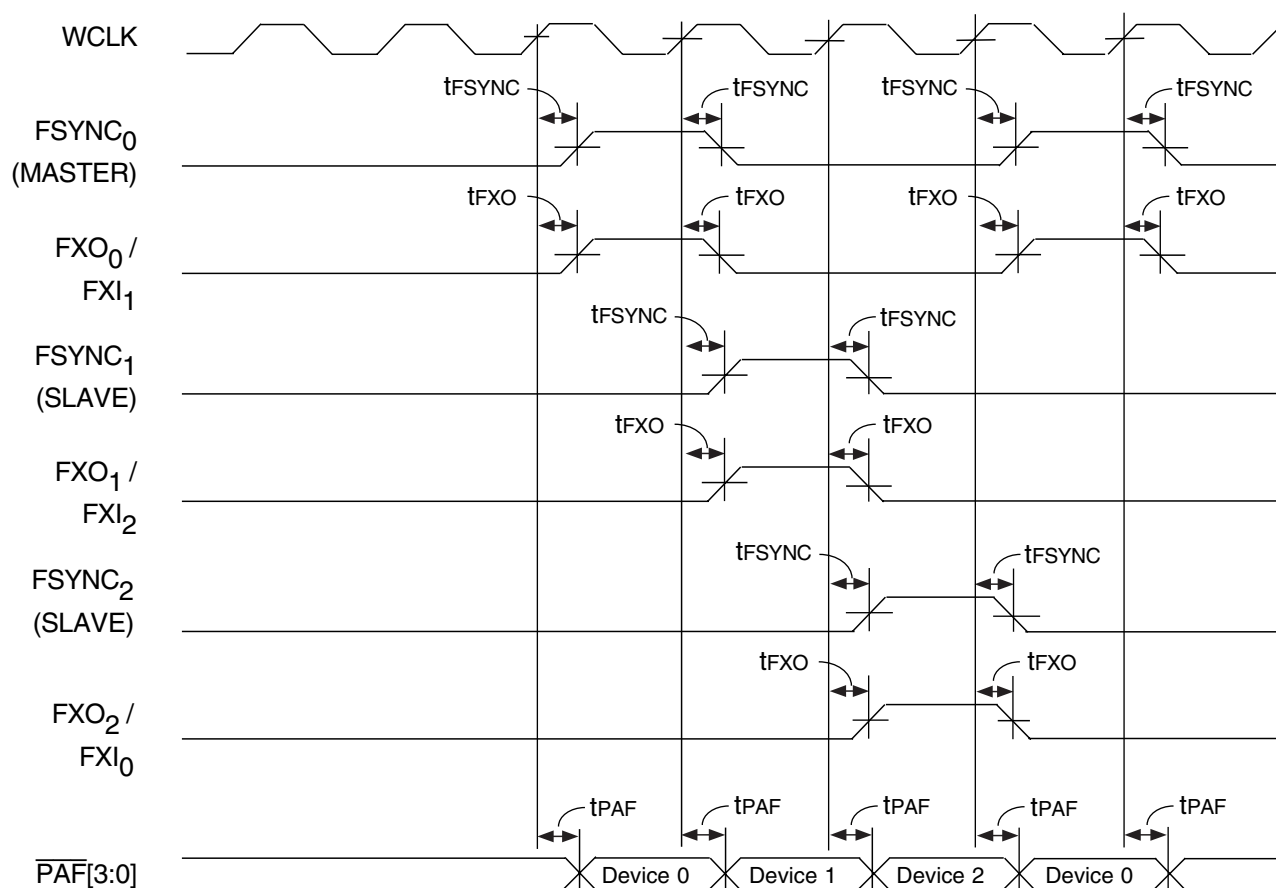 WCLK
tFSYNC tFSYNC tFSYNC tFSYNC
FSYNC0
(MASTER)
tFXO tFXO tFXO tFXO
FXO0 /
FXI1
tFSYNC tFSYNC
FSYNC1
(SLAVE)
tFXO tFXO
FXO1 /
FXI2
tFSYNC tFSYNC
FSYNC2
(SLAVE)
tFXO tFXO
FXO2 /
FXI0
tPAF tPAF tPAF tPAF tPAF
PAF[3:0] Device 0 Device 1 Device 2 Device 0